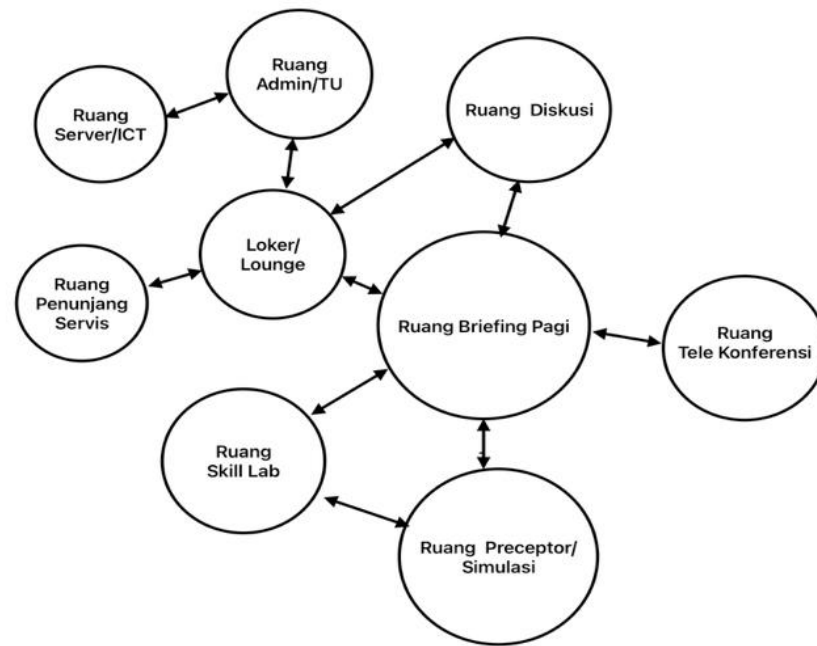 Ruang
Admin/TU
Ruang
Server/ICT
Ruang Diskusi
Loker/
Lounge
Ruang
Penunjang
Servis
Ruang Briefing Pagi
Ruang
Tele Konferensi
Ruang
Skill Lab
Ruang Preceptor/
Simulasi